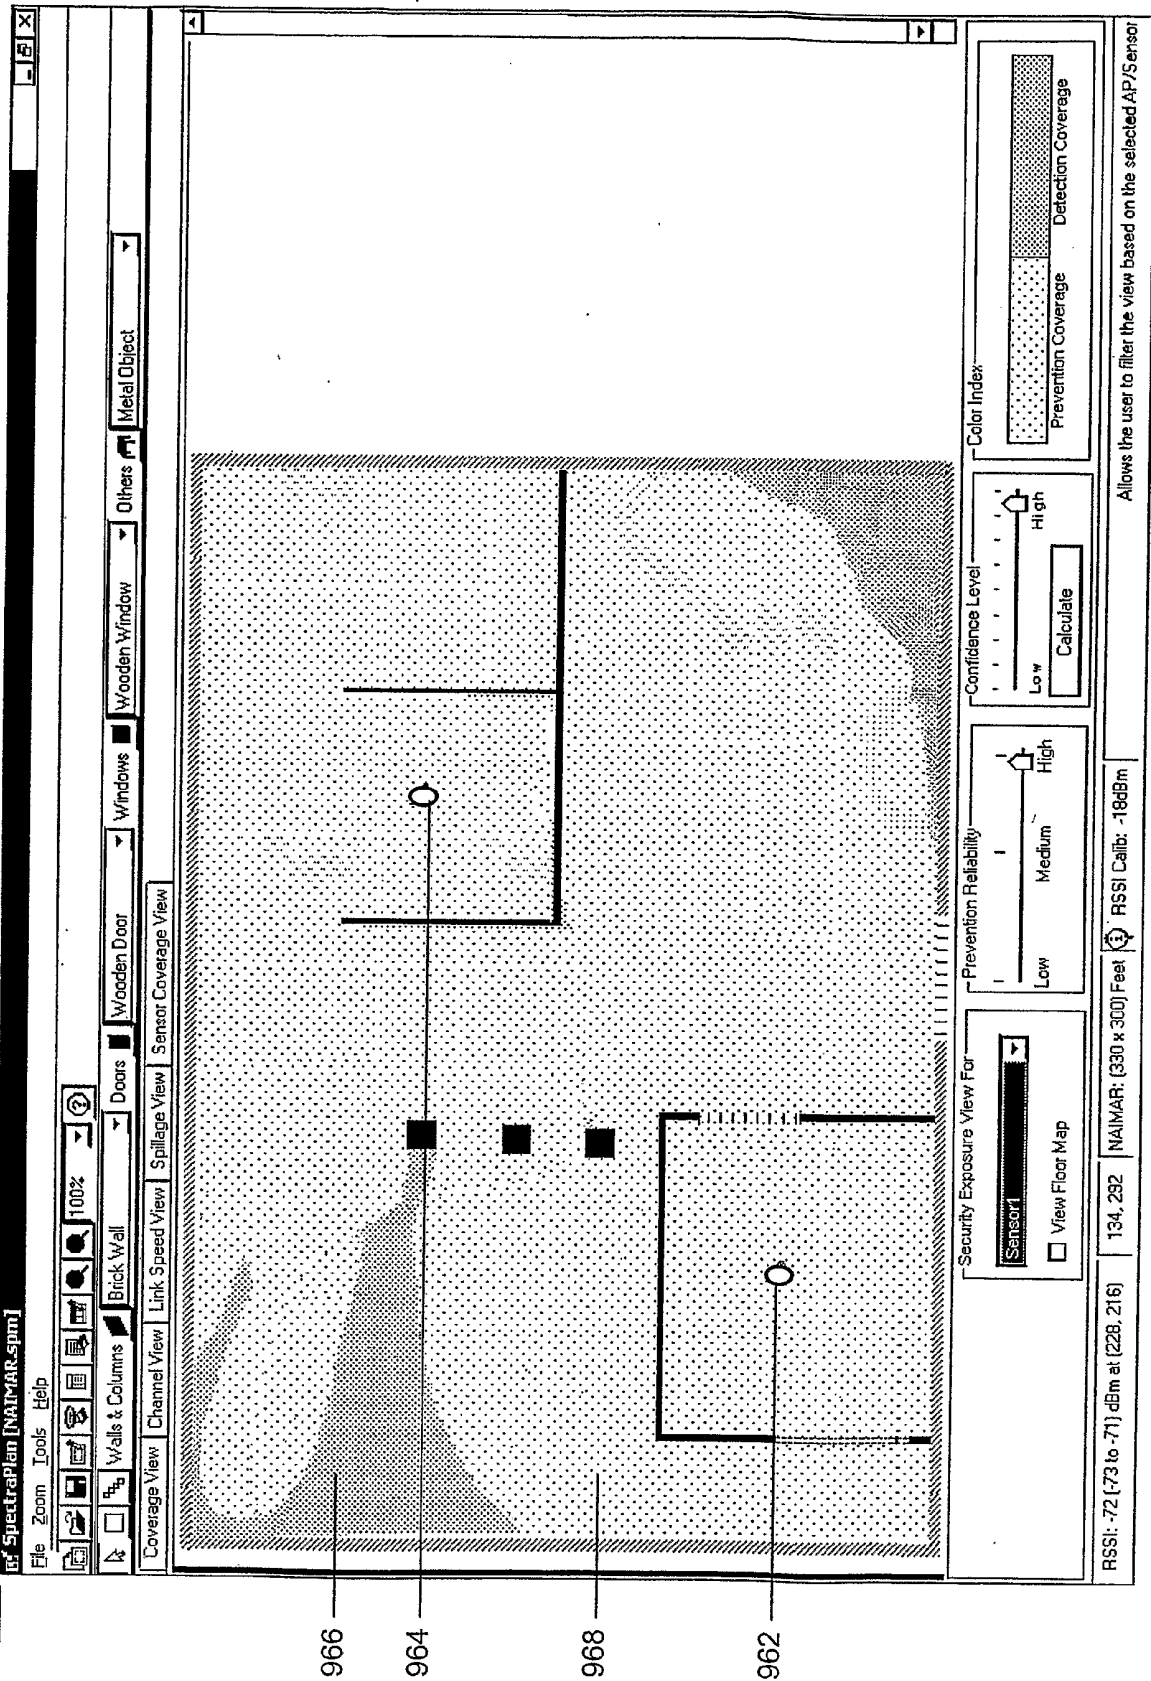 SpectraPlan [NAIMAR.spm]
File Zoom Tools Help
100%
Walls & Columns Brick Wall Doors Wooden Door Windows Wooden Window Others Metal Object
Coverage View Channel View Link Speed View Spillage View Sensor Coverage View
966
964
968
962
Security Exposure View For
Sensor1
View Floor Map
Prevention Reliability
Low Medium High
Confidence Level
Low High
Calculate
Color Index
Prevention Coverage Detection Coverage
RSSI: -72 [-73 to -71] dBm at [228, 216] 134, 292 NAIMAR: (330 x 300) Feet RSSI Calib: -18dBm Allows the user to filter the view based on the selected AP/Sensor